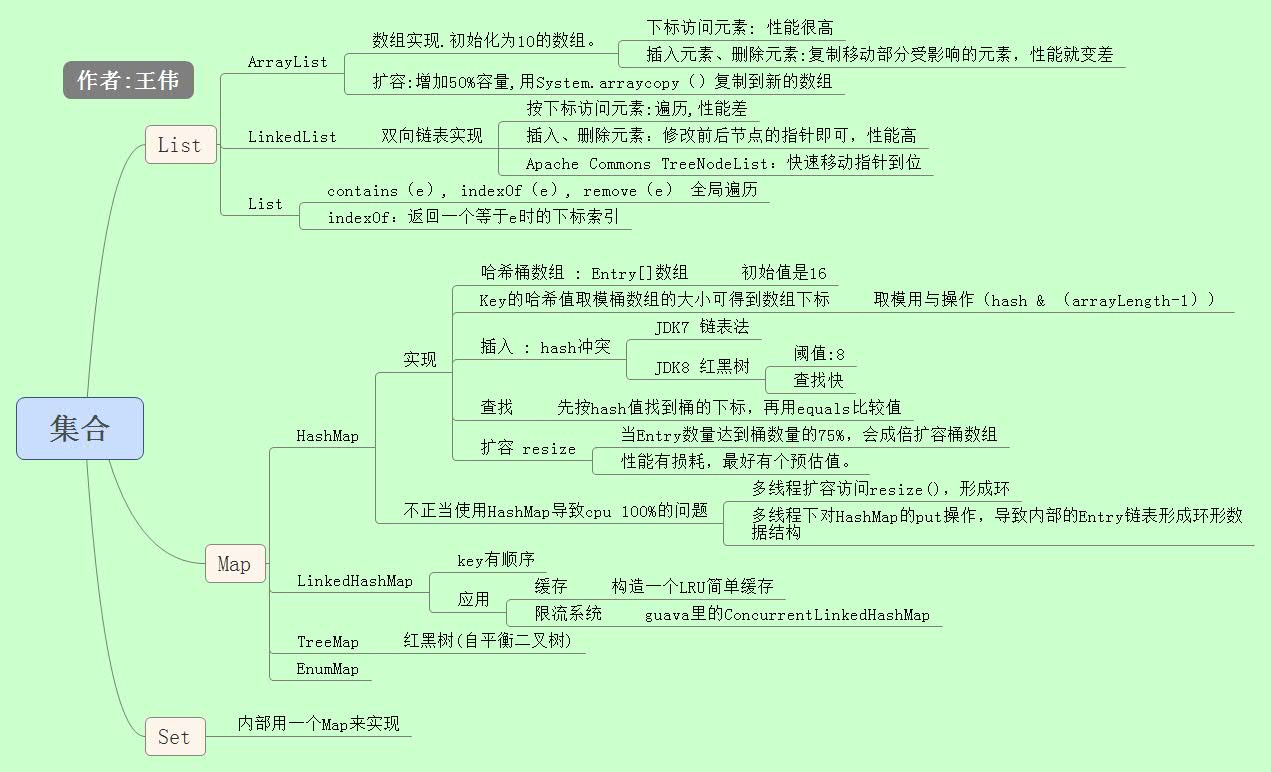 作者:王伟
集合
List
ArrayList
数组实现.初始化为10的数组。
下标访问元素: 性能很高
插入元素、删除元素:复制移动部分受影响的元素，性能就变差
扩容:增加50%容量,用System.arraycopy（）复制到新的数组
LinkedList
双向链表实现
按下标访问元素:遍历,性能差
插入、删除元素: 修改前后节点的指针即可，性能高
Apache Commons TreeNodeList: 快速移动指针到位
List
contains（e）, indexOf（e）, remove（e） 全局遍历
indexOf: 返回一个等于e时的下标索引
Map
HashMap
实现
哈希桶数组 : Entry[]数组
初始值是16
Key的哈希值取模桶数组的大小可得到数组下标
取模用与操作（hash & （arrayLength-1））
插入 : hash冲突
JDK7 链表法
JDK8 红黑树
阈值:8
查找快
查找
先按hash值找到桶的下标，再用equals比较值
扩容 resize
当Entry数量达到桶数量的75%，会成倍扩容桶数组
性能有损耗，最好有个预估值。
不正当使用HashMap导致cpu 100%的问题
多线程扩容访问resize()，形成环
多线程下对HashMap的put操作，导致内部的Entry链表形成环形数
据结构
LinkedHashMap
key有顺序
应用
缓存
构造一个LRU简单缓存
限流系统
guava里的ConcurrentLinkedHashMap
TreeMap
红黑树(自平衡二叉树)
EnumMap
Set
内部用一个Map来实现